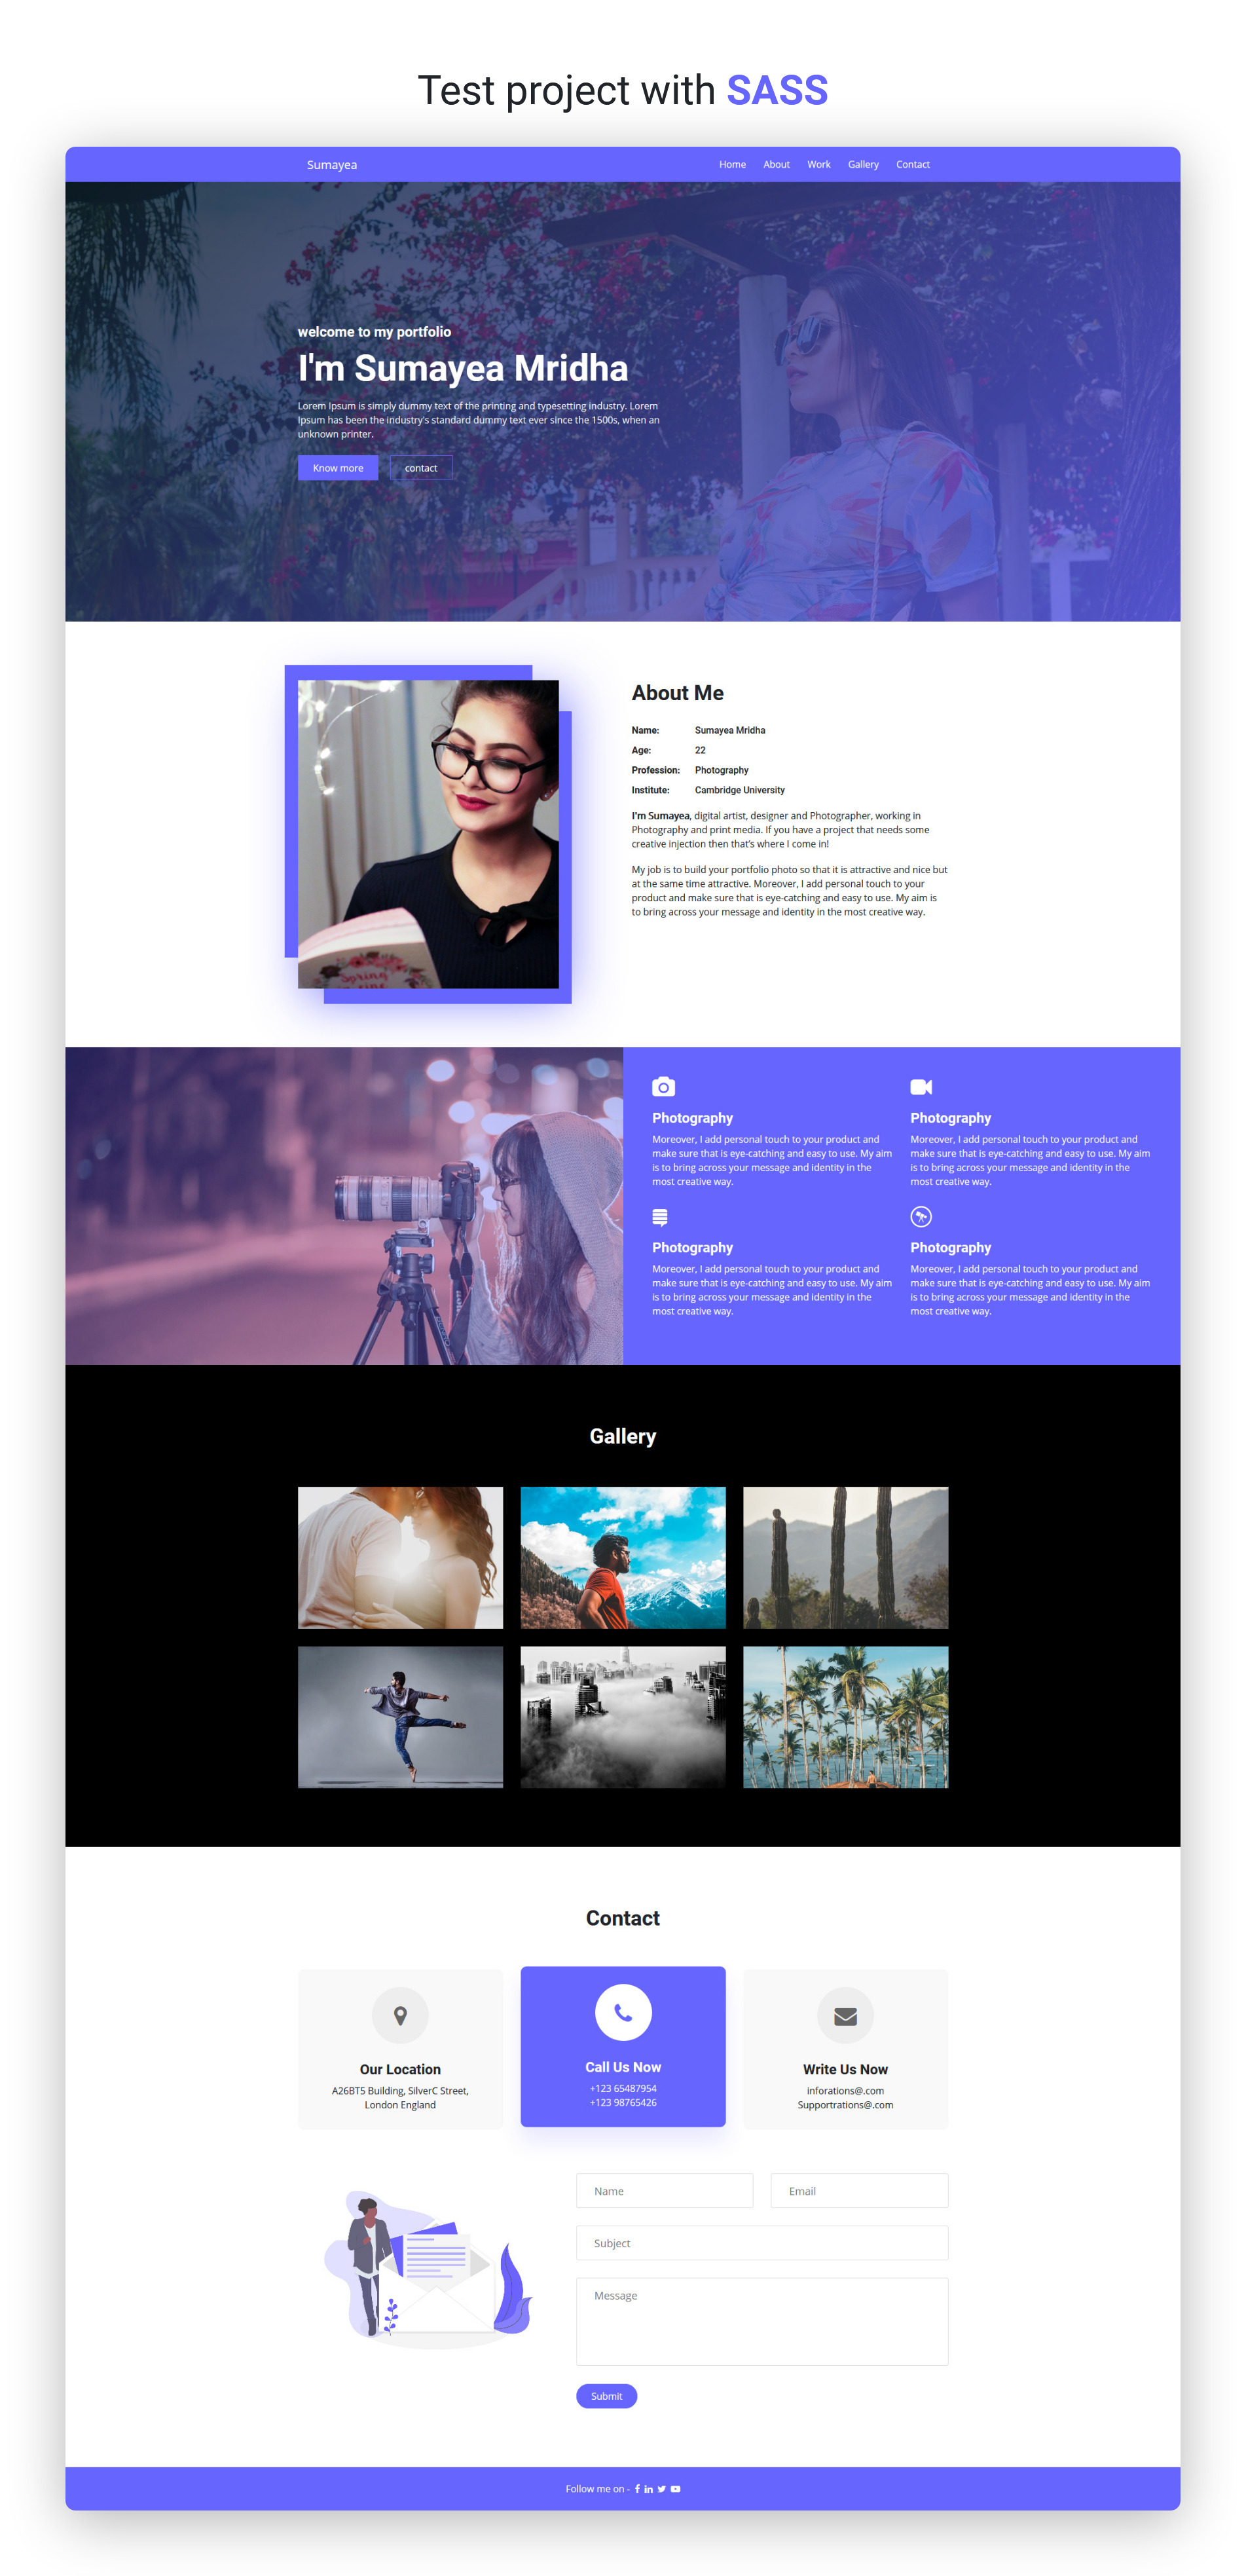 Test project with SASS
Sumayea
Home About Work Gallery Contact
welcome to my portfolio
I'm Sumayea Mridha
Lorem Ipsum is simply dummy text of the printing and typesetting industry. Lorem
Ipsum has been the industry's standard dummy text ever since the 1500s, when an
unknown printer.
Know more contact
About Me
Name: Sumayea Mridha
Age: 22
Profession: Photography
Institute: Cambridge University
I'm Sumayea, digital artist, designer and Photographer, working in
Photography and print media. If you have a project that needs some
creative injection then that's where I come in!
My job is to build your portfolio photo so that it is attractive and nice but
at the same time attractive. Moreover, I add personal touch to your
product and make sure that is eye-catching and easy to use. My aim is
to bring across your message and identity in the most creative way.
Spring
Photography
Moreover, I add personal touch to your product and
make sure that is eye-catching and easy to use. My aim
is to bring across your message and identity in the
most creative way.
Photography
Moreover, I add personal touch to your product and
make sure that is eye-catching and easy to use. My aim
is to bring across your message and identity in the
most creative way.
Photography
Moreover, I add personal touch to your product and
make sure that is eye-catching and easy to use. My aim
is to bring across your message and identity in the
most creative way.
Photography
Moreover, I add personal touch to your product and
make sure that is eye-catching and easy to use. My aim
is to bring across your message and identity in the
most creative way.
Gallery
Contact
Our Location
A26BT5 Building, SilverC Street,
London England
Call Us Now
+123 65487954
+123 98765426
Write Us Now
inforations@.com
Supportrations@.com
Name
Email
Subject
Message
Submit
Follow me on -